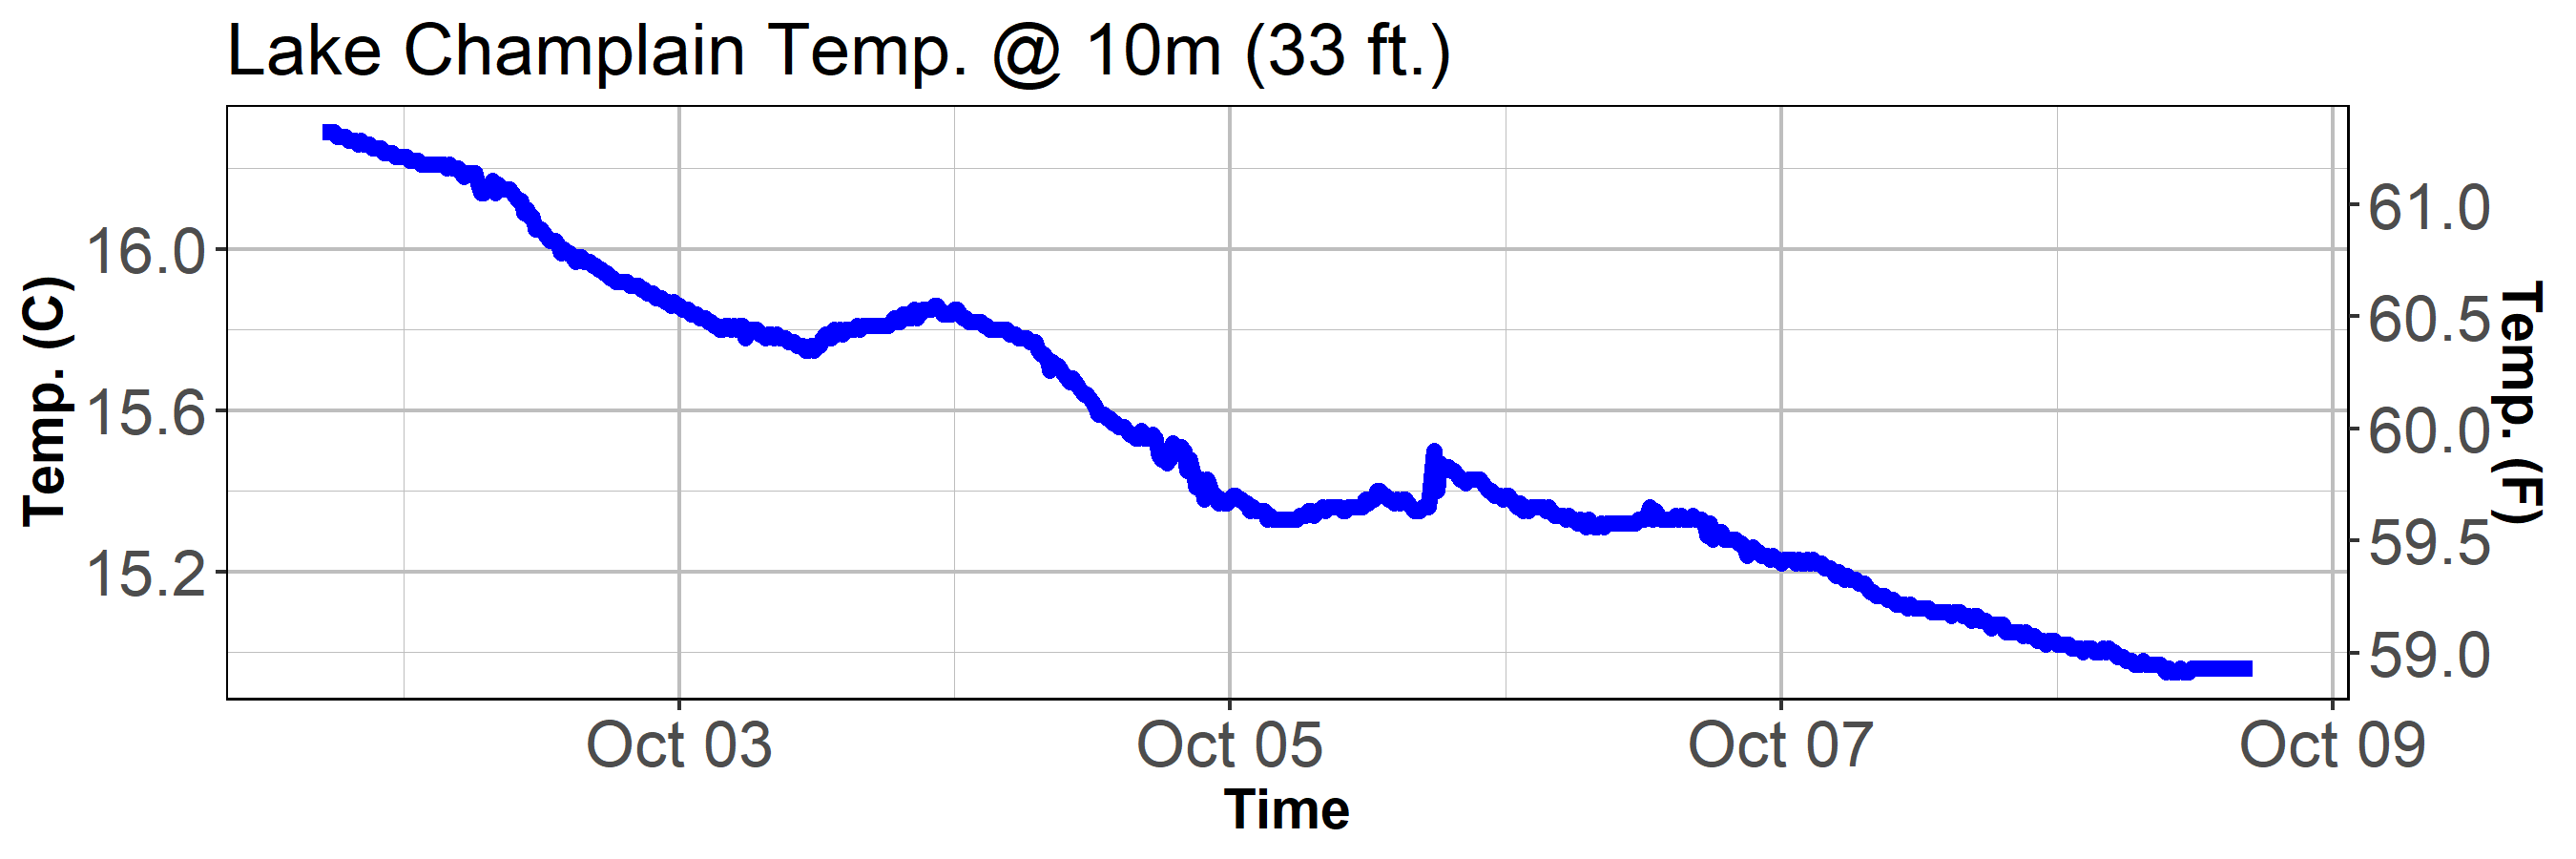 Lake Champlain Temp. @ 10m (33 ft.)
Temp. (C)
16.0
15.6
15.2
61.0
60.5
60.0
59.5
59.0
Temp. (F)
Oct 03
Oct 05
Oct 07
Oct 09
Time